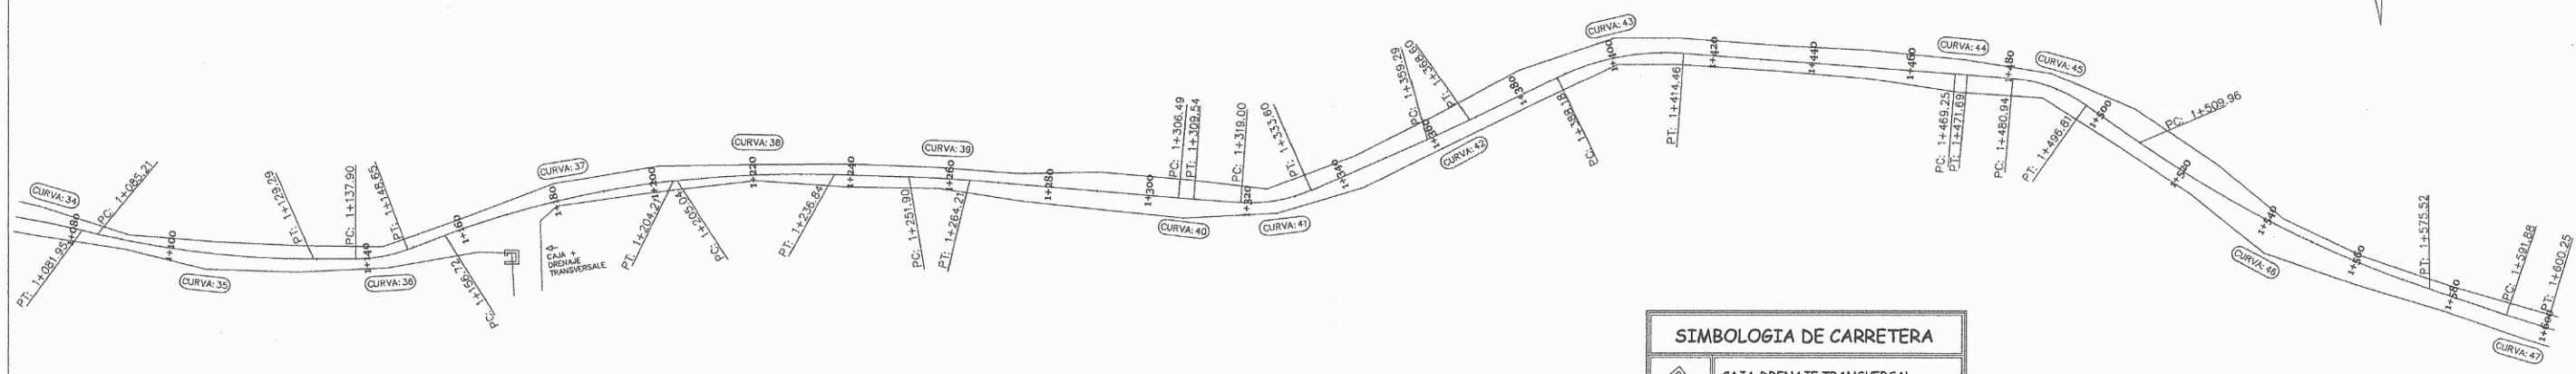 CURVA: 34
PT: 1+081.95
1+080
PC: 1+085.21
1+100
CURVA: 35
PT: 1+129.29
PC: 1+137.90
1+140
PT: 1+148.65
CURVA: 36
1+160
PC: 1+156.72
CAJA +
DRENAJE
TRANSVERSALE
CURVA: 37
1+180
1+200
PT: 1+204.21
PC: 1+205.04
CURVA: 38
1+220
PT: 1+236.84
1+240
PC: 1+251.90
CURVA: 39
1+260
PT: 1+264.21
1+280
1+300
PC: 1+306.49
PT: 1+309.54
CURVA: 40
PC: 1+319.00
1+320
CURVA: 41
PT: 1+333.60
1+340
PC: 1+359.29
1+360
PT: 1+368.60
CURVA: 42
1+380
PC: 1+388.18
CURVA: 43
1+400
PT: 1+414.46
1+420
1+440
1+460
CURVA: 44
PC: 1+469.25
PT: 1+471.69
1+480
PC: 1+480.94
CURVA: 45
PT: 1+496.81
1+500
PC: 1+509.96
1+520
1+540
CURVA: 46
1+560
PT: 1+575.52
1+580
PC: 1+591.88
1+600
PT: 1+600.25
CURVA: 47
SIMBOLOGIA DE CARRETERA
CAJA DRENAJE TRANSVERSAL